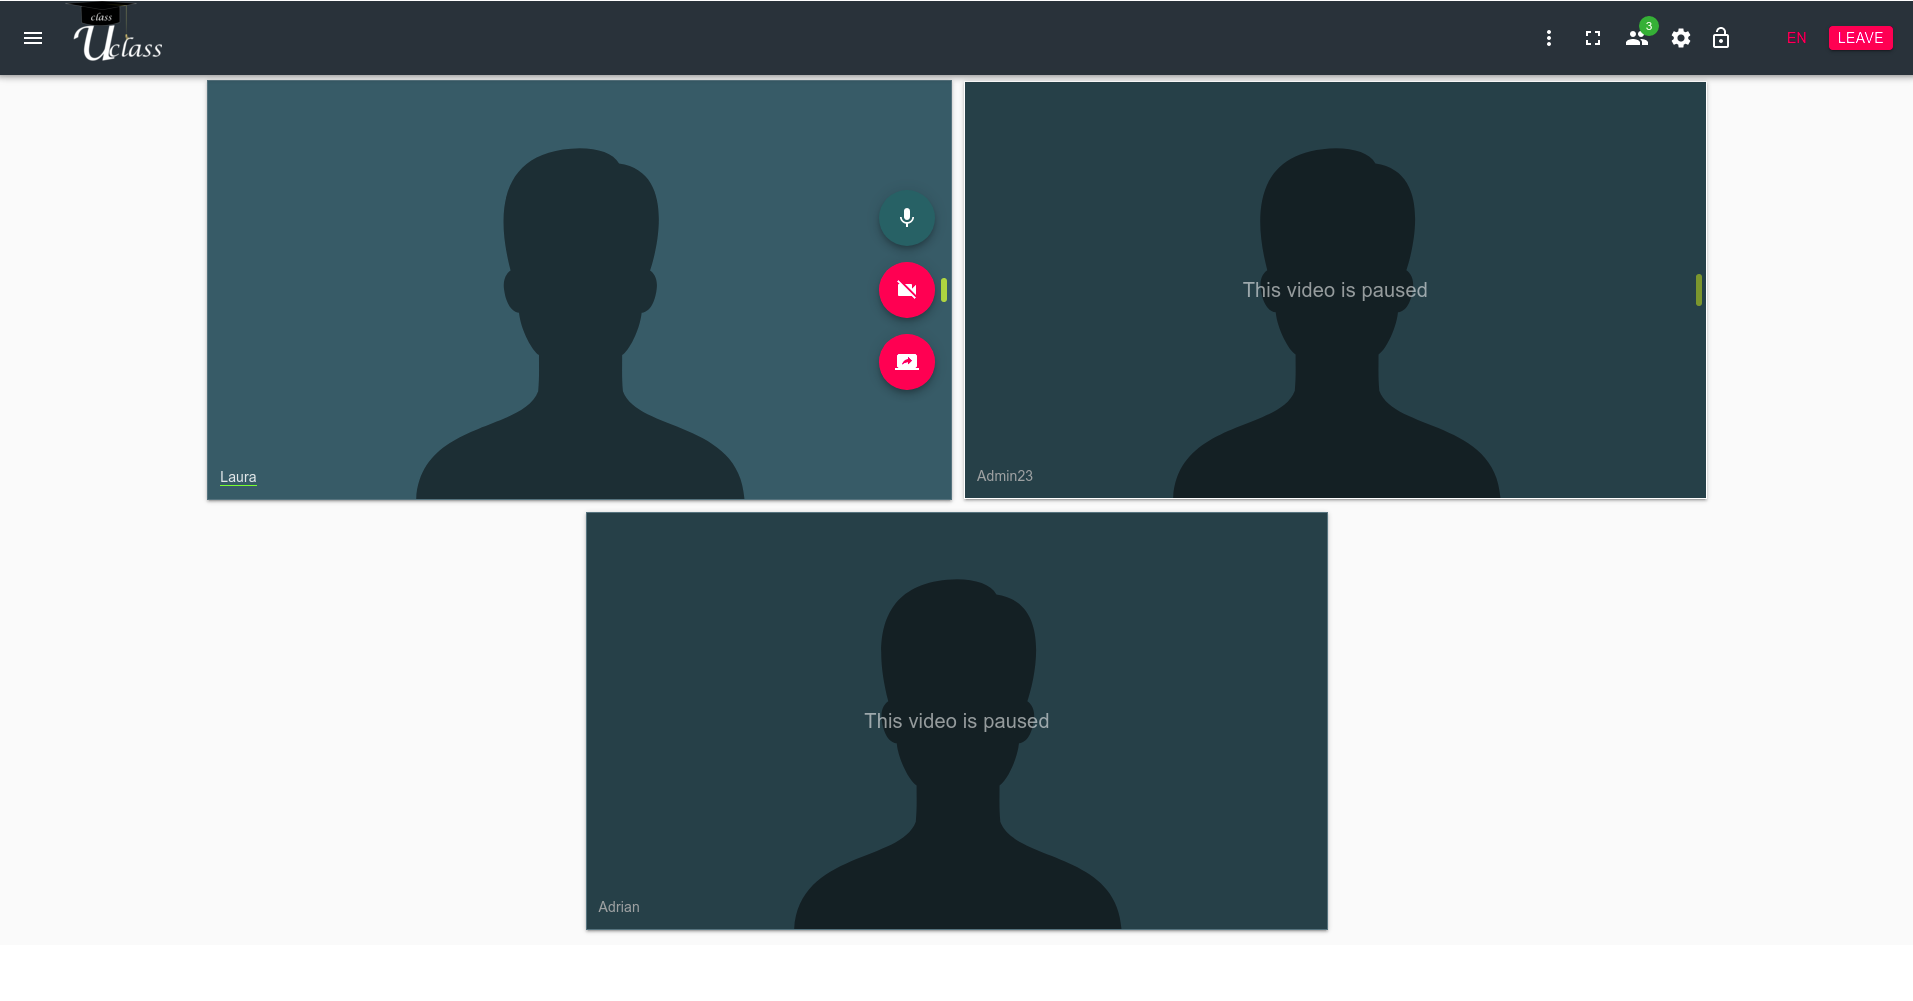 class
Uclass
3
EN
LEAVE
Laura
This video is paused
Admin23
This video is paused
Adrian